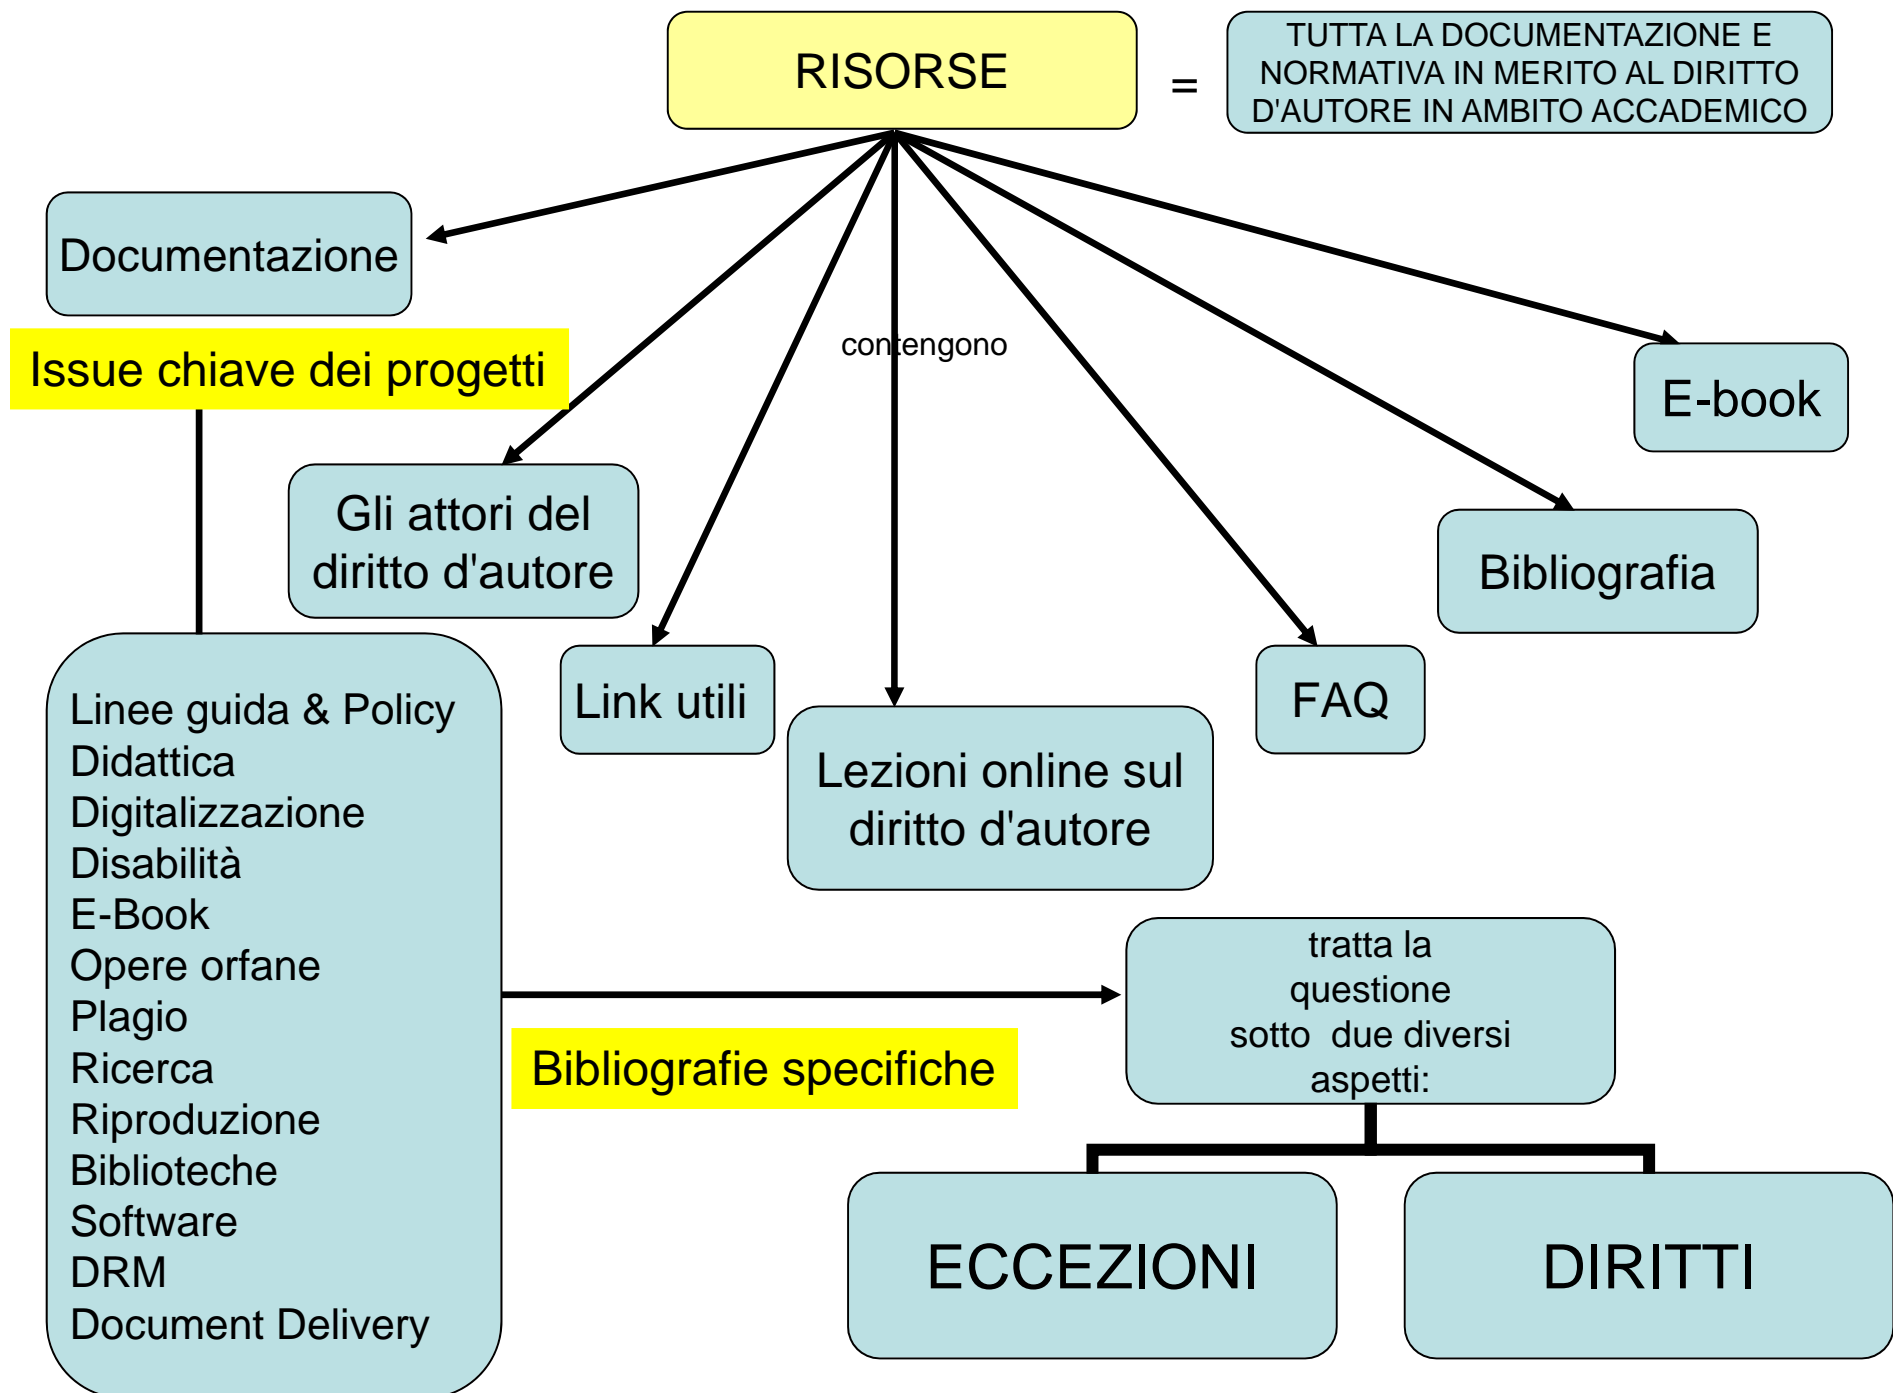 RISORSE
=
TUTTA LA DOCUMENTAZIONE E
NORMATIVA IN MERITO AL DIRITTO
D'AUTORE IN AMBITO ACCADEMICO
Documentazione
contengono
Issue chiave dei progetti
E-book
Gli attori del
diritto d'autore
Bibliografia
Link utili
FAQ
Lezioni online sul
diritto d'autore
Linee guida & Policy
Didattica
Digitalizzazione
Disabilità
E-Book
Opere orfane
Plagio
Ricerca
Riproduzione
Biblioteche
Software
DRM
Document Delivery
Bibliografie specifiche
tratta la
questione
sotto  due diversi
aspetti:
ECCEZIONI
DIRITTI